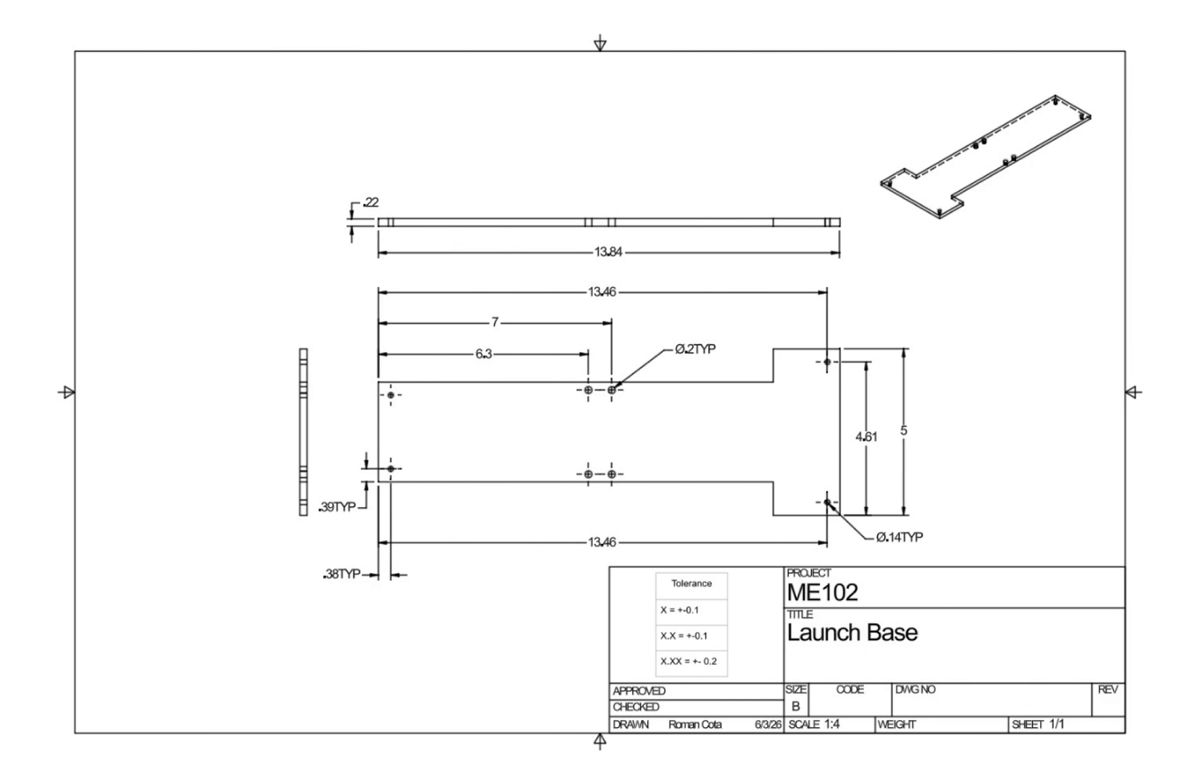 .22
13.84
13.46
7
6.3
Ø.2TYP
4.61
5
.39TYP
Ø.14TYP
13.46
.38TYP
Tolerance
X = +-0.1
X.X = +-0.1
X.XX = +- 0.2
PROJECT
ME102
TITLE
Launch Base
APPROVED
CHECKED
DRAWN Roman Cota 6/3/26
SIZE CODE DWG NO REV
B
SCALE 1:4 WEIGHT SHEET 1/1